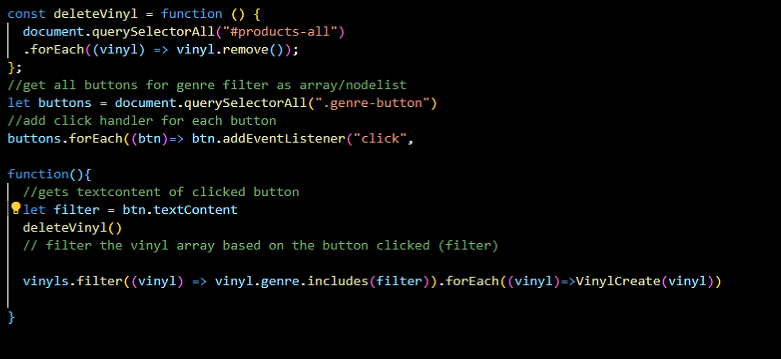 const deleteVinyl = function () {
document.querySelectorAll("#products-all")
.forEach((vinyl) => vinyl.remove());
};
//get all buttons for genre filter as array/nodelist
let buttons = document.querySelectorAll(".genre-button")
//add click handler for each button
buttons.forEach((btn)=> btn.addEventListener("click",
function(){
//gets textcontent of clicked button
let filter = btn.textContent
deleteVinyl()
// filter the vinyl array based on the button clicked (filter)
vinyls.filter((vinyl) => vinyl.genre.includes(filter)).forEach((vinyl)=>VinylCreate(vinyl))
}